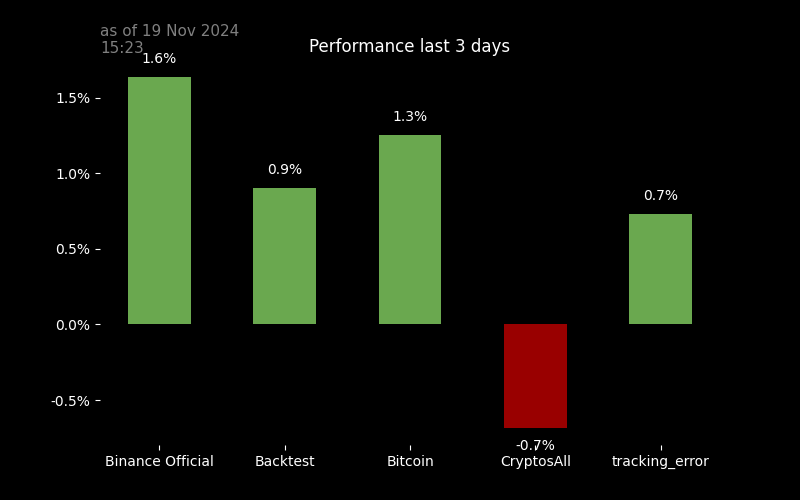 as of 19 Nov 2024
15:23
Performance last 3 days
1.6%
0.9%
1.3%
-0.7%
0.7%
1.5%
1.0%
0.5%
0.0%
-0.5%
Binance Official
Backtest
Bitcoin
CryptosAll
tracking_error